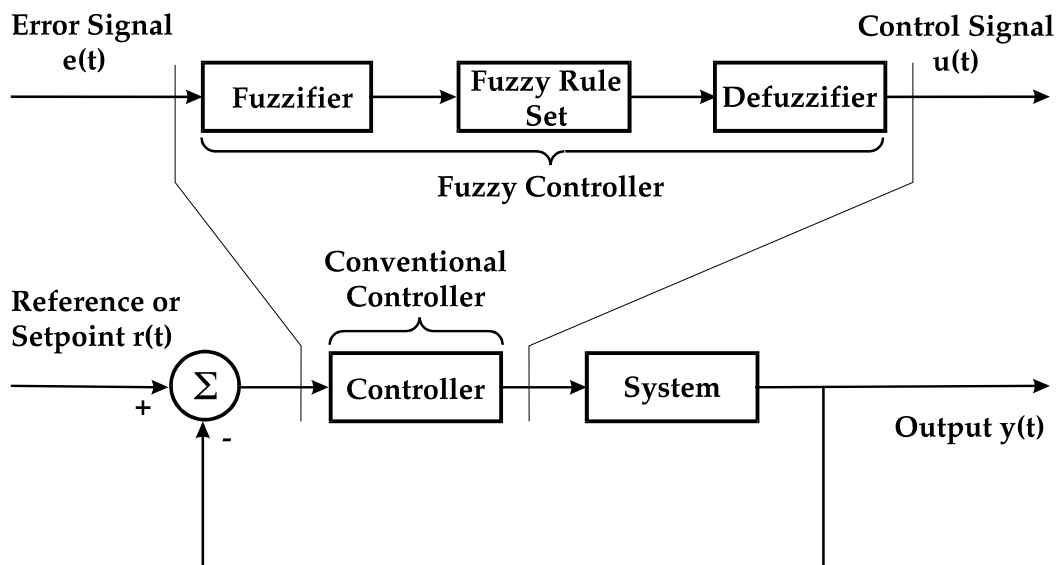 Error Signal
e(t)
Control Signal
u(t)
Fuzzifier
Fuzzy Rule
Set
Defuzzifier
Fuzzy Controller
Conventional
Controller
Reference or
Setpoint r(t)
Σ
Controller
System
+
-
Output y(t)